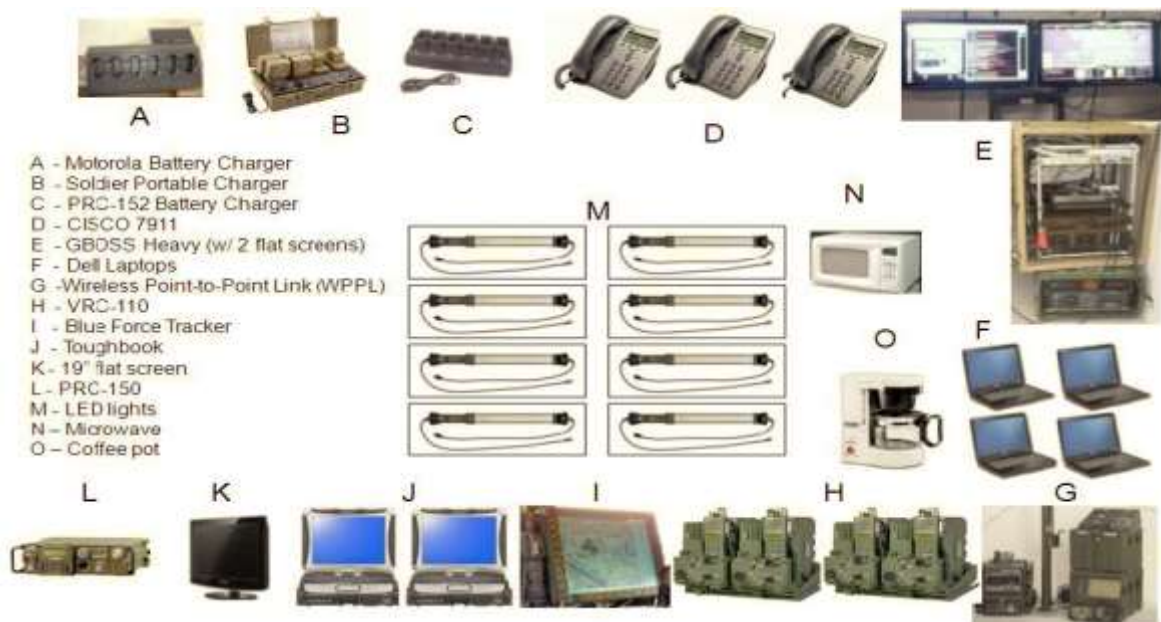 A
B
C
D
E
A - Motorola Battery Charger
B - Soldier Portable Charger
C - PRC-152 Battery Charger
D - CISCO 7911
E - GBOSS Heavy (w/ 2 flat screens)
F - Dell Laptops
G -Wireless Point-to-Point Link (WPPL)
H - VRC-110
I - Blue Force Tracker
J - Toughbook
K - 19" flat screen
L - PRC-150
M - LED lights
N - Microwave
O – Coffee pot
M
N
O
F
L
K
J
I
H
G